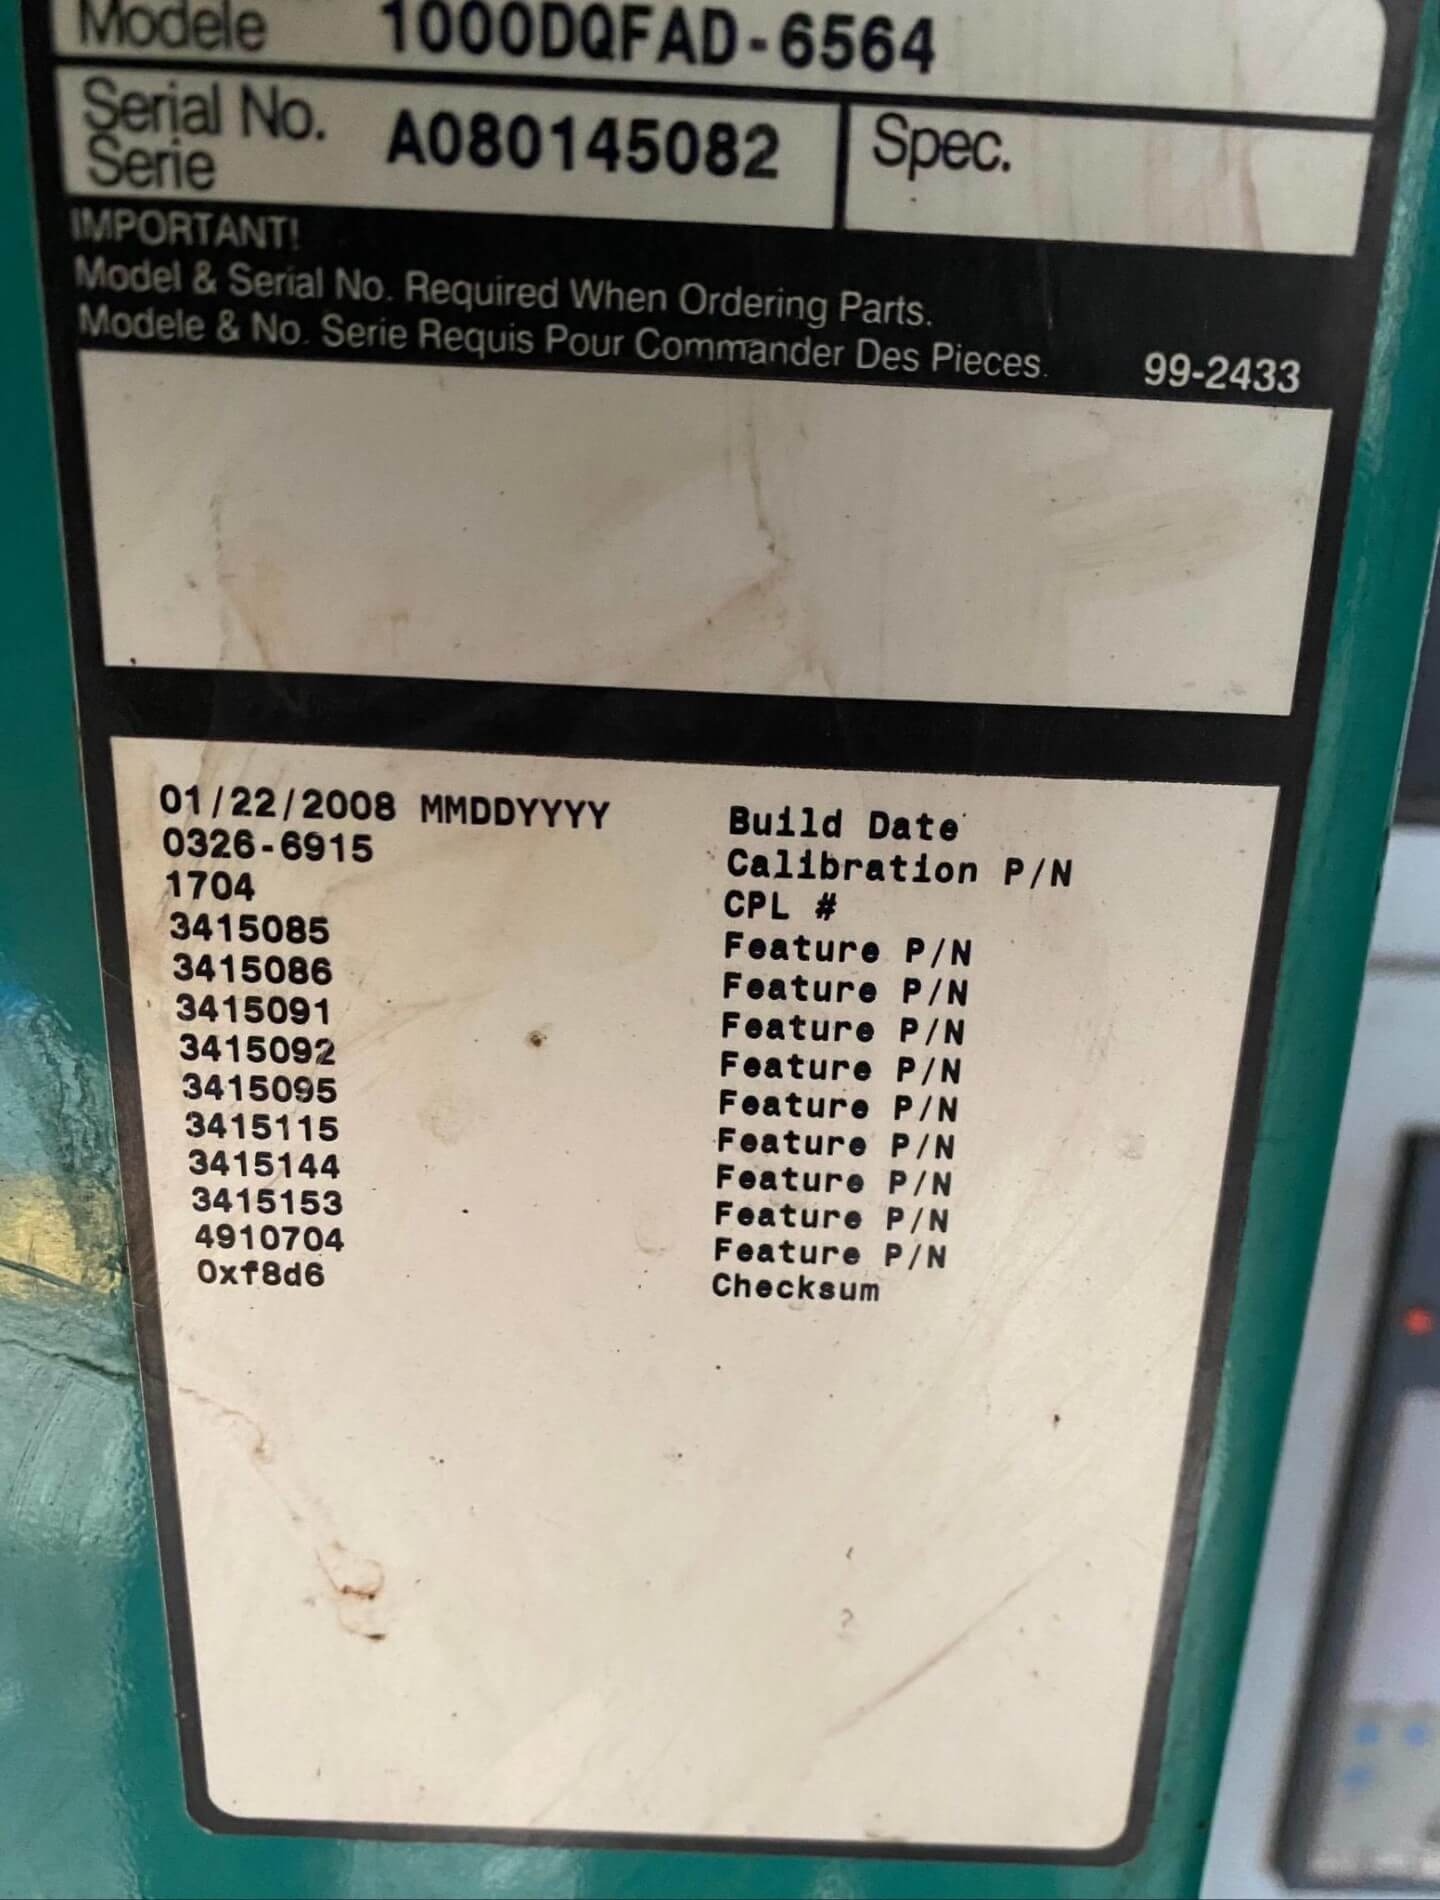 Modele 1000DQFAD-6564
Serial No. A080145082 Spec.
Serie
IMPORTANT!
Model & Serial No. Required When Ordering Parts.
Modele & No. Serie Requis Pour Commander Des Pieces. 99-2433
01/22/2008 MMDDYYYY Build Date
0326-6915 Calibration P/N
1704 CPL #
3415085 Feature P/N
3415086 Feature P/N
3415091 Feature P/N
3415092 Feature P/N
3415095 Feature P/N
3415115 Feature P/N
3415144 Feature P/N
3415153 Feature P/N
4910704 Feature P/N
0xf8d6 Checksum